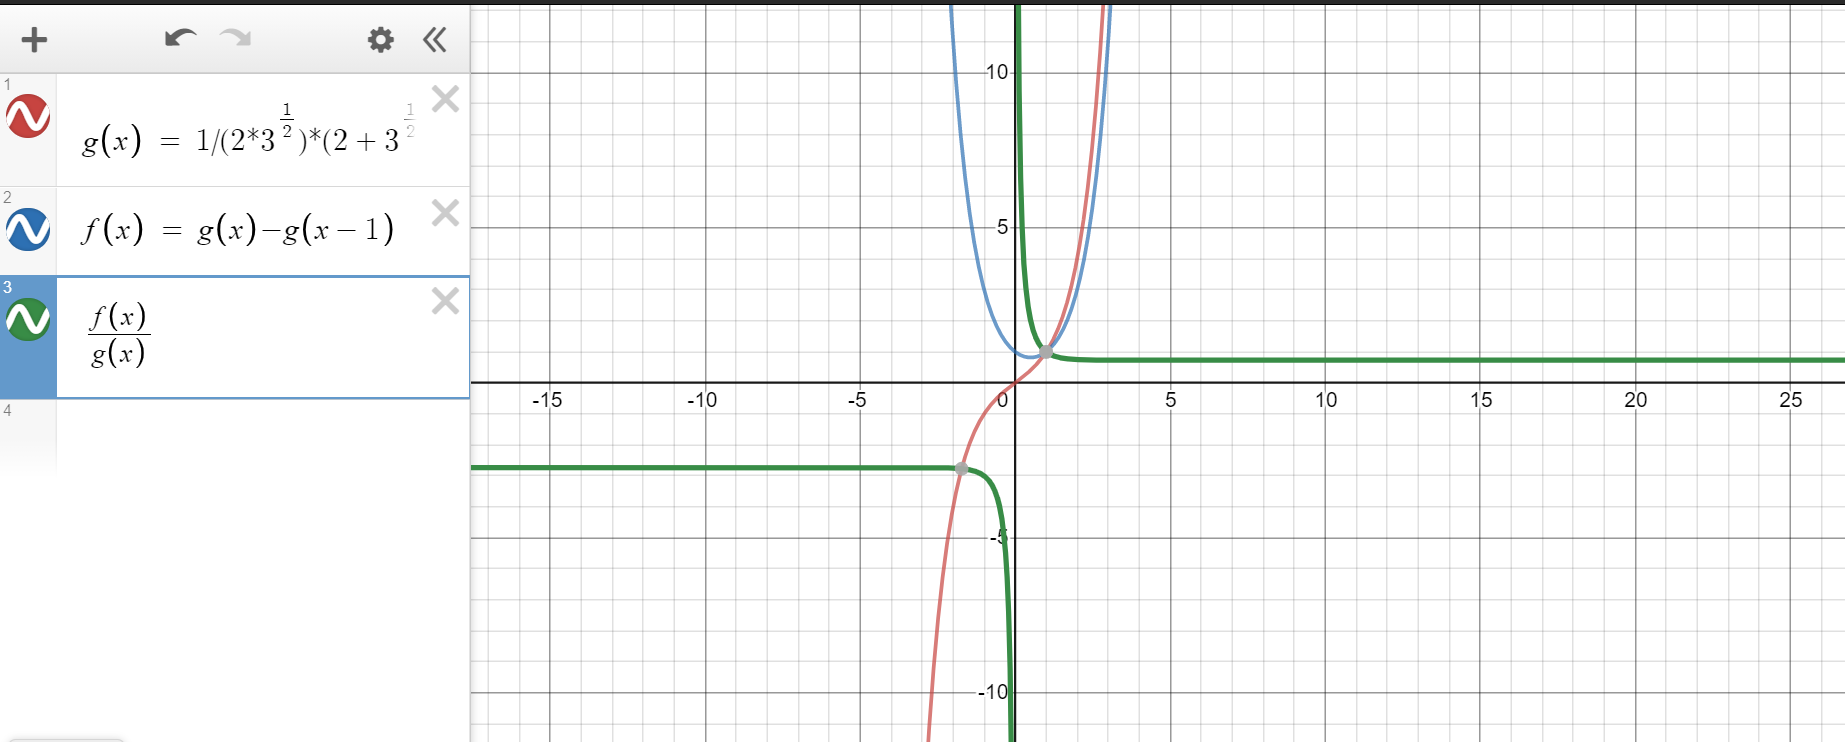 1
g(x) = 1/(2*3^(1/2))*(2 + 3^(1/2)
2
f(x) = g(x)−g(x − 1)
3
f(x)/g(x)
4
10
5
-15 -10 -5 0 5 10 15 20 25
-5
-10